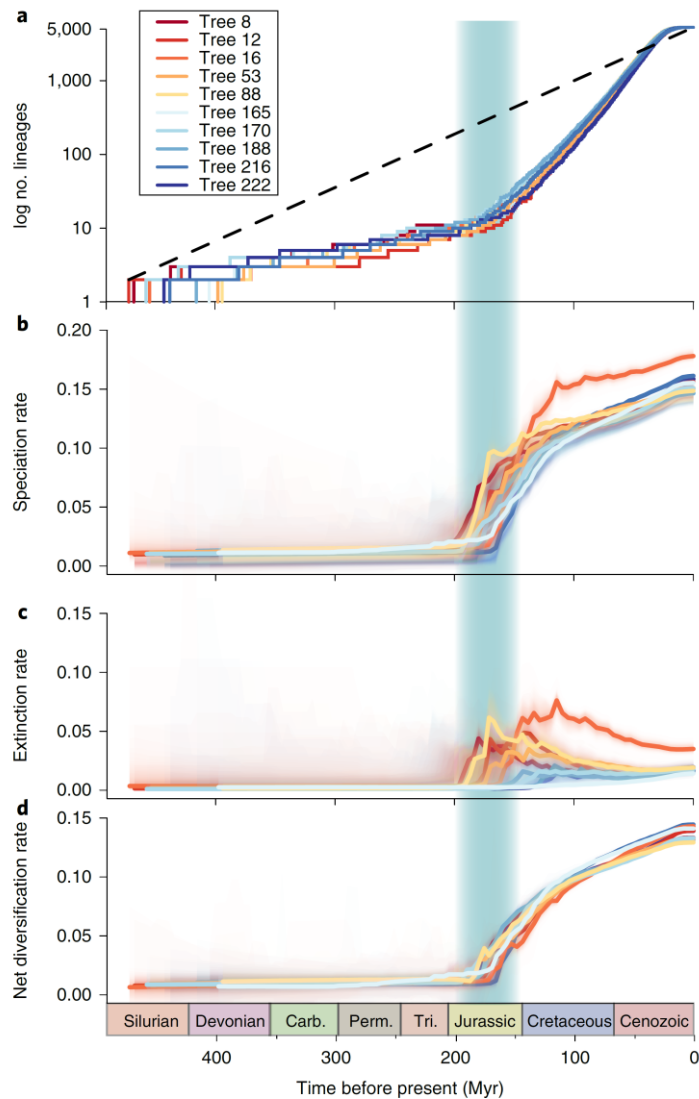 a
Tree 8
Tree 12
Tree 16
Tree 53
Tree 88
Tree 165
Tree 170
Tree 188
Tree 216
Tree 222
5,000
1,000
100
10
1
log no. lineages
b
0.20
0.15
0.10
0.05
0.00
Speciation rate
c
0.15
0.10
0.05
0.00
Extinction rate
d
0.15
0.10
0.05
0.00
Net diversification rate
Silurian Devonian Carb. Perm. Tri. Jurassic Cretaceous Cenozoic
400 300 200 100 0
Time before present (Myr)